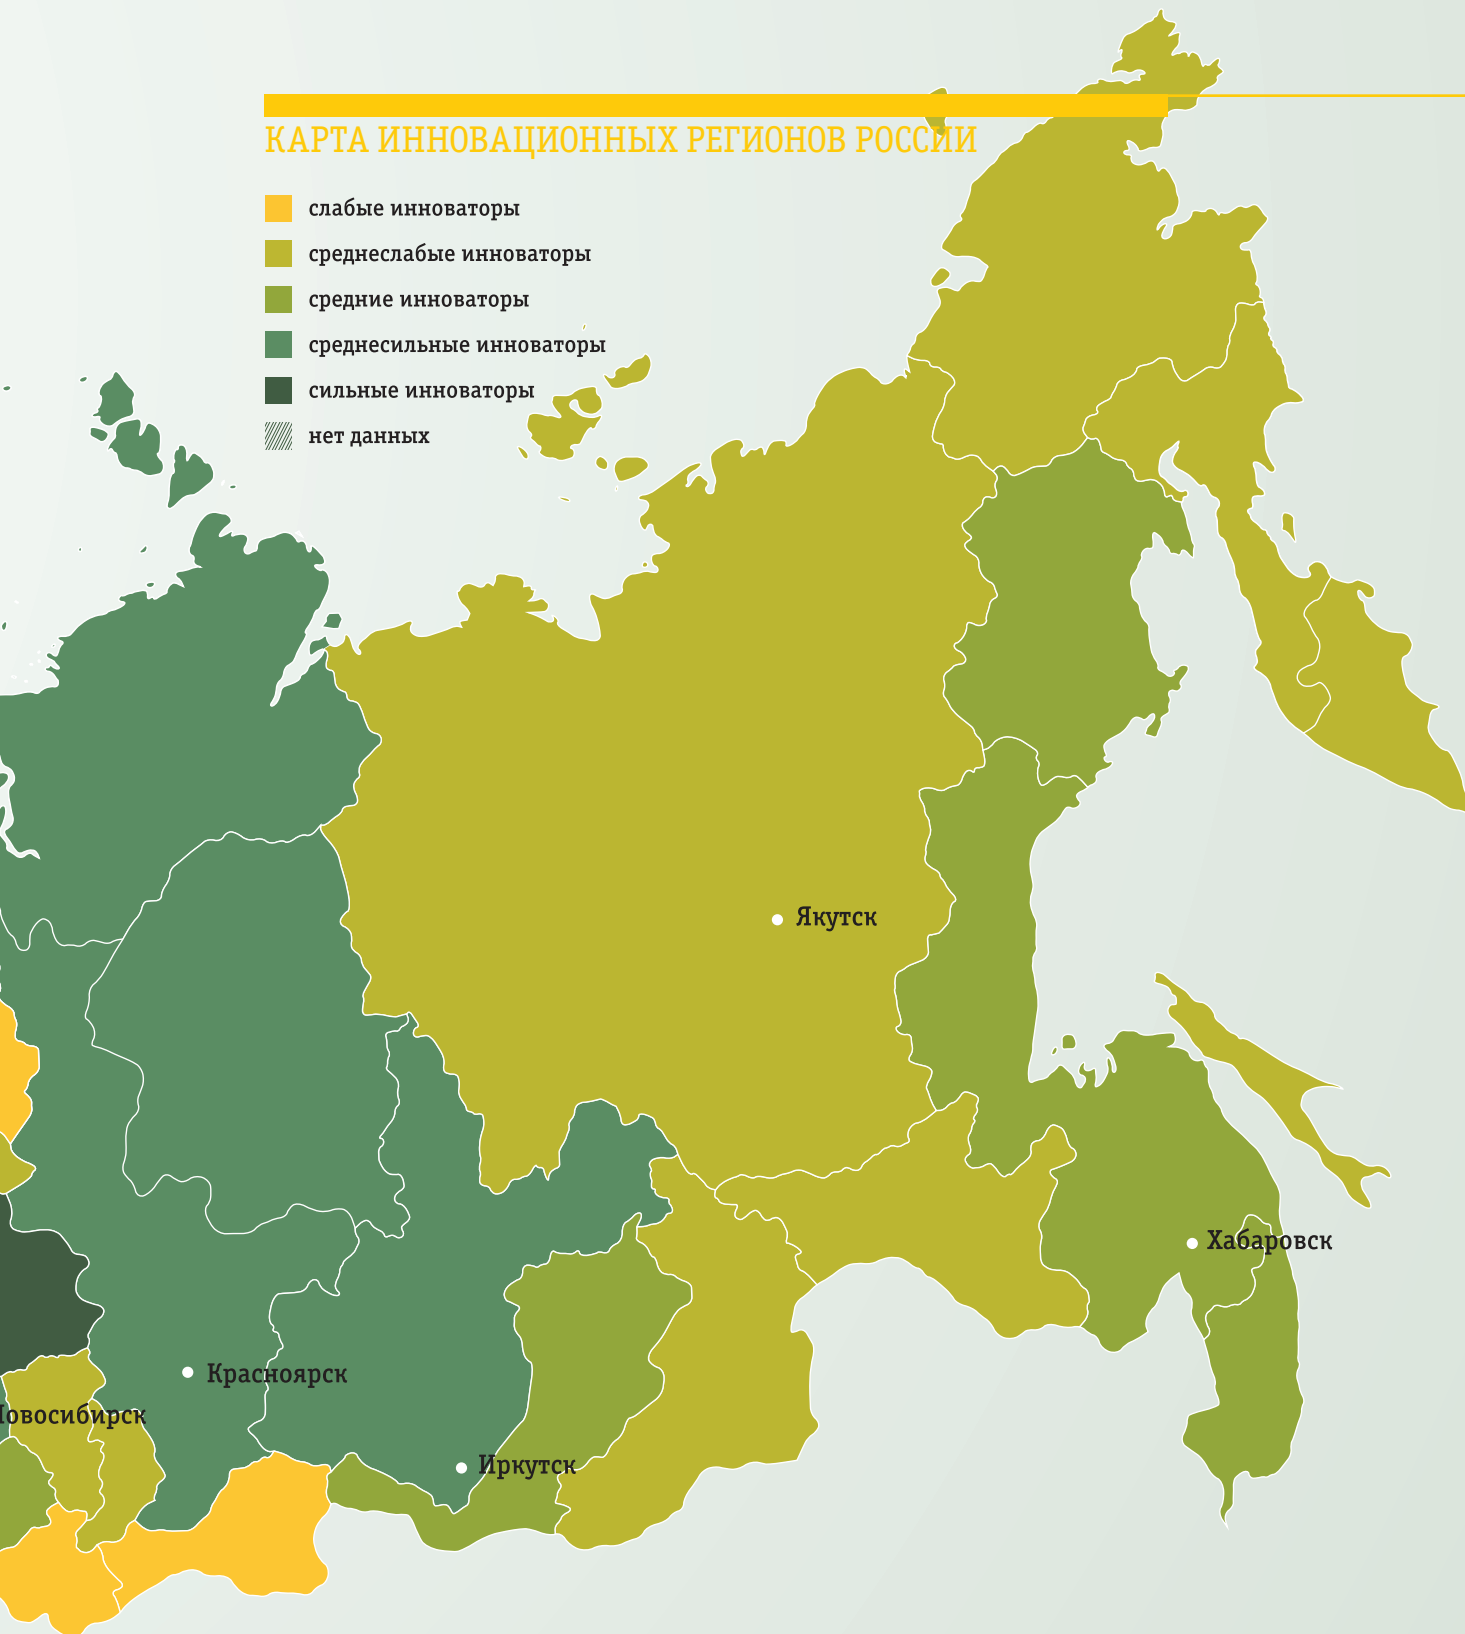 КАРТА ИННОВАЦИОННЫХ РЕГИОНОВ РОССИИ
слабые инноваторы
среднеслабые инноваторы
средние инноваторы
среднесильные инноваторы
сильные инноваторы
нет данных
Якутск
Хабаровск
Красноярск
Новосибирск
Иркутск